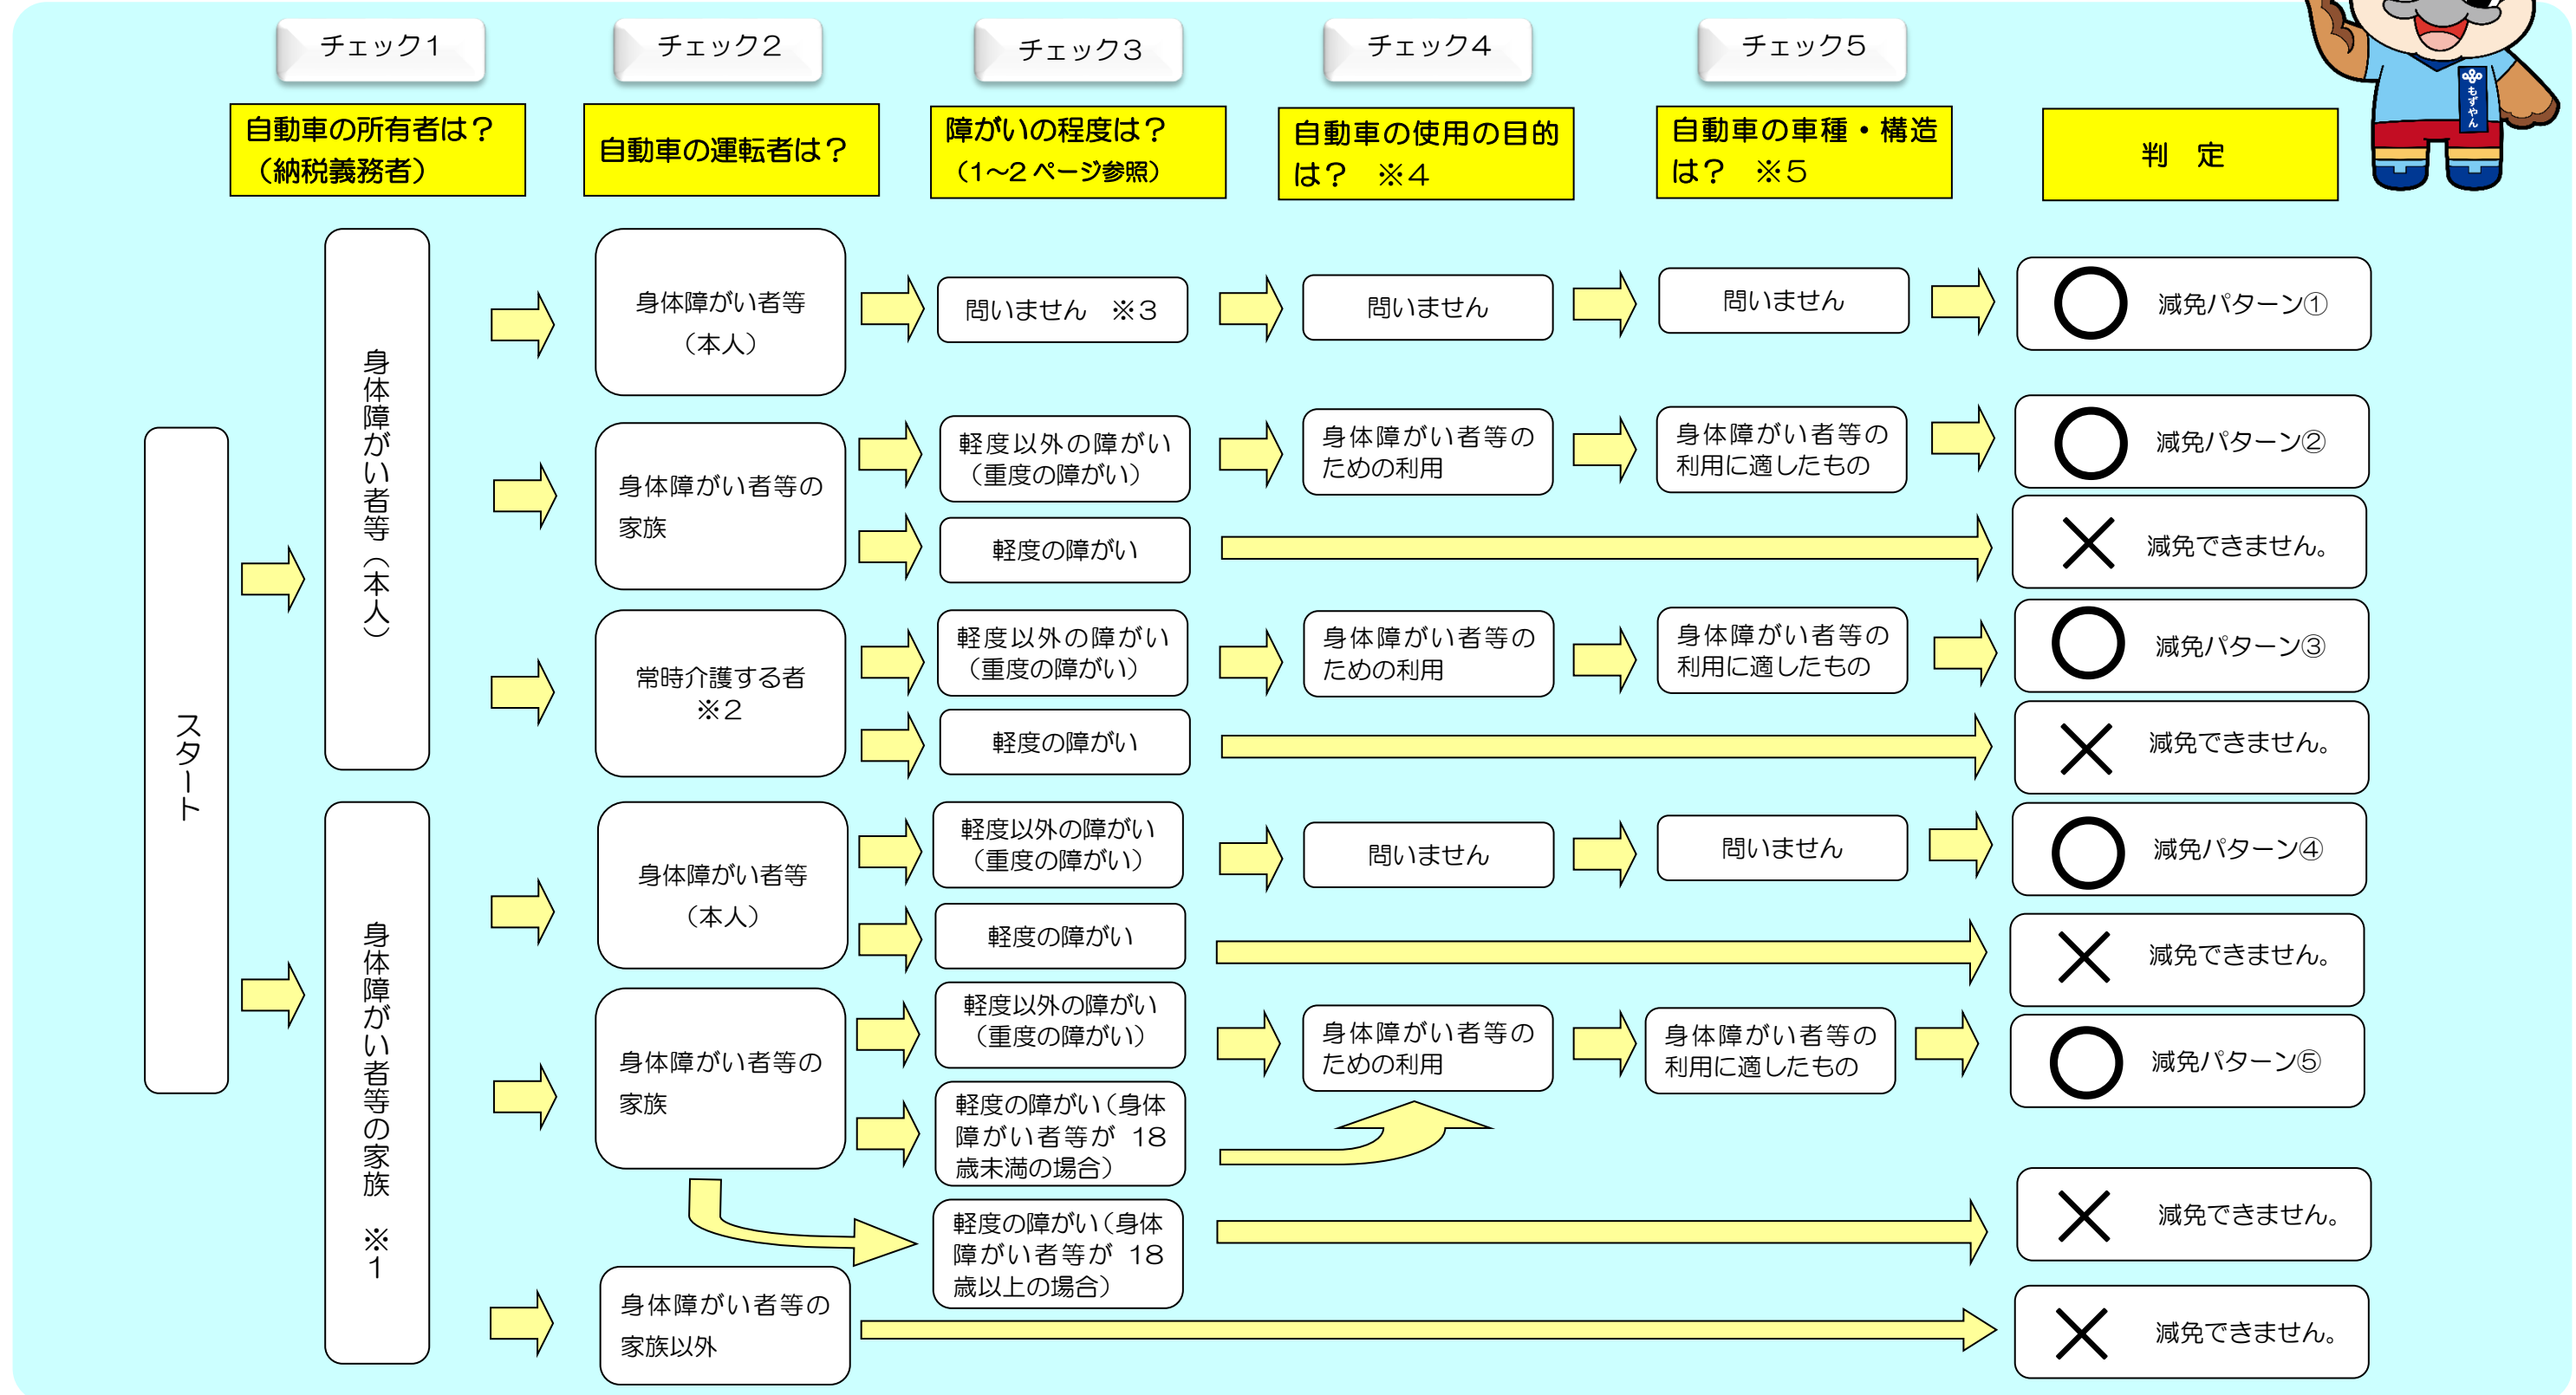 チェック1
チェック2
チェック3
チェック4
チェック5
自動車の所有者は？
（納税義務者）
自動車の運転者は？
障がいの程度は？
（1～2ページ参照）
自動車の使用の目的
は？　※4
自動車の車種・構造
は？　※5
判　定
もずやん
スタート
身体障がい者等（本人）
身体障がい者等
（本人）
問いません　※3
問いません
問いません
減免パターン①
身体障がい者等の
家族
軽度以外の障がい
（重度の障がい）
身体障がい者等の
ための利用
身体障がい者等の
利用に適したもの
減免パターン②
軽度の障がい
減免できません。
常時介護する者
※2
軽度以外の障がい
（重度の障がい）
身体障がい者等の
ための利用
身体障がい者等の
利用に適したもの
減免パターン③
軽度の障がい
減免できません。
身体障がい者等の家族　※1
身体障がい者等
（本人）
軽度以外の障がい
（重度の障がい）
問いません
問いません
減免パターン④
軽度の障がい
減免できません。
身体障がい者等の
家族
軽度以外の障がい
（重度の障がい）
身体障がい者等の
ための利用
身体障がい者等の
利用に適したもの
減免パターン⑤
軽度の障がい（身体
障がい者等が 18
歳未満の場合）
軽度の障がい（身体
障がい者等が 18
歳以上の場合）
減免できません。
身体障がい者等の
家族以外
減免できません。